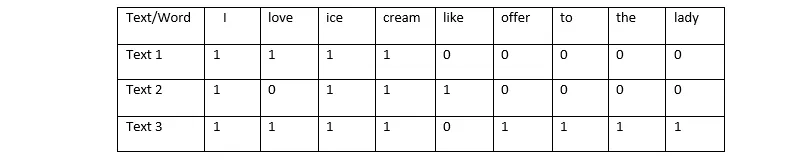 Text/Word I love ice cream like offer to the lady
Text 1 1 1 1 1 0 0 0 0 0
Text 2 1 0 1 1 1 0 0 0 0
Text 3 1 1 1 1 0 1 1 1 1